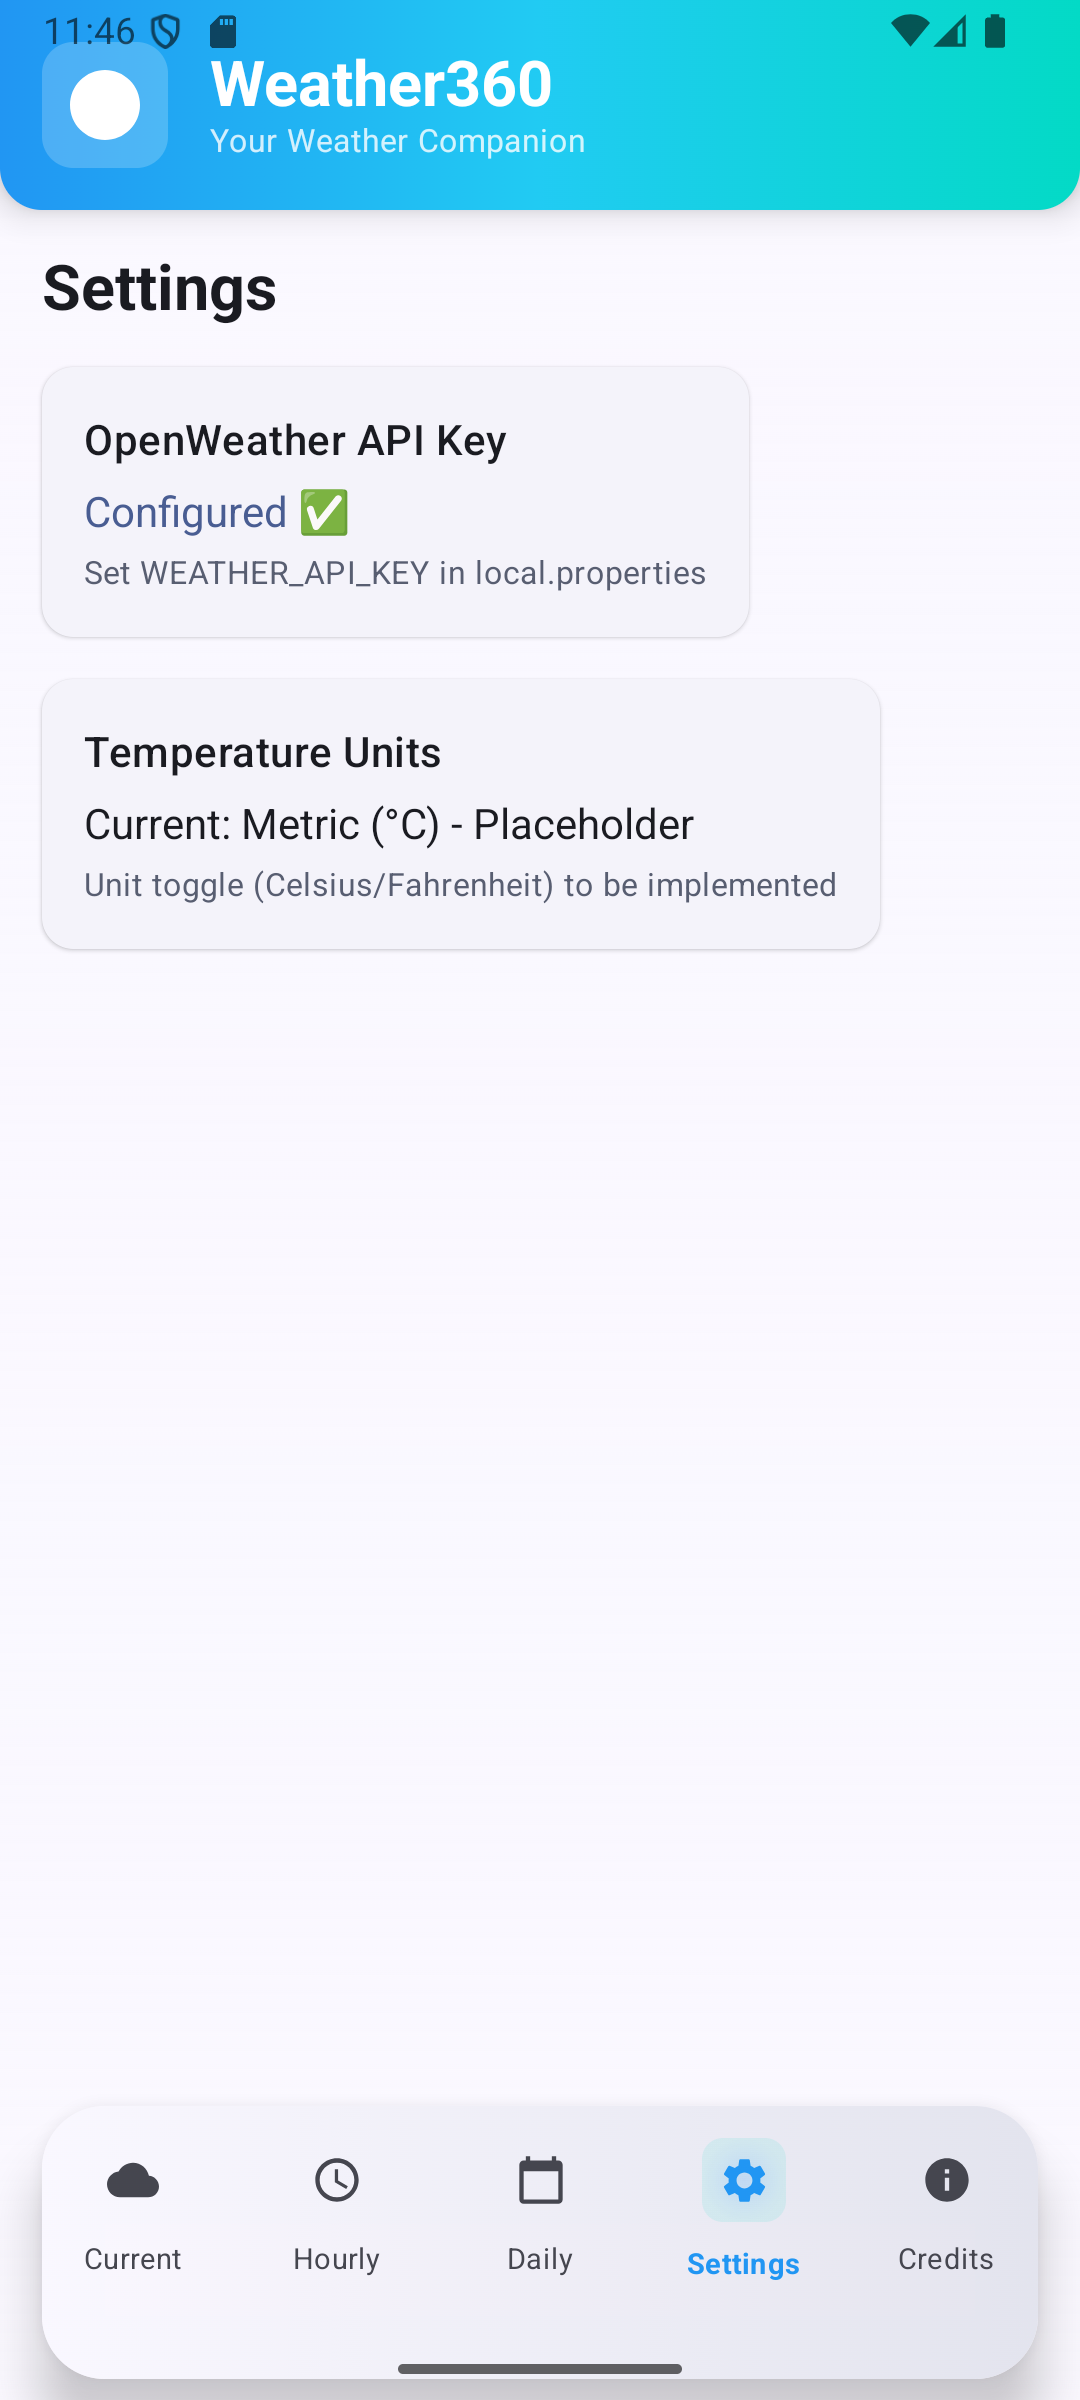 11:46
Weather360
Your Weather Companion
Settings
OpenWeather API Key
Configured ✅
Set WEATHER_API_KEY in local.properties
Temperature Units
Current: Metric (°C) - Placeholder
Unit toggle (Celsius/Fahrenheit) to be implemented
Current
Hourly
Daily
Settings
Credits